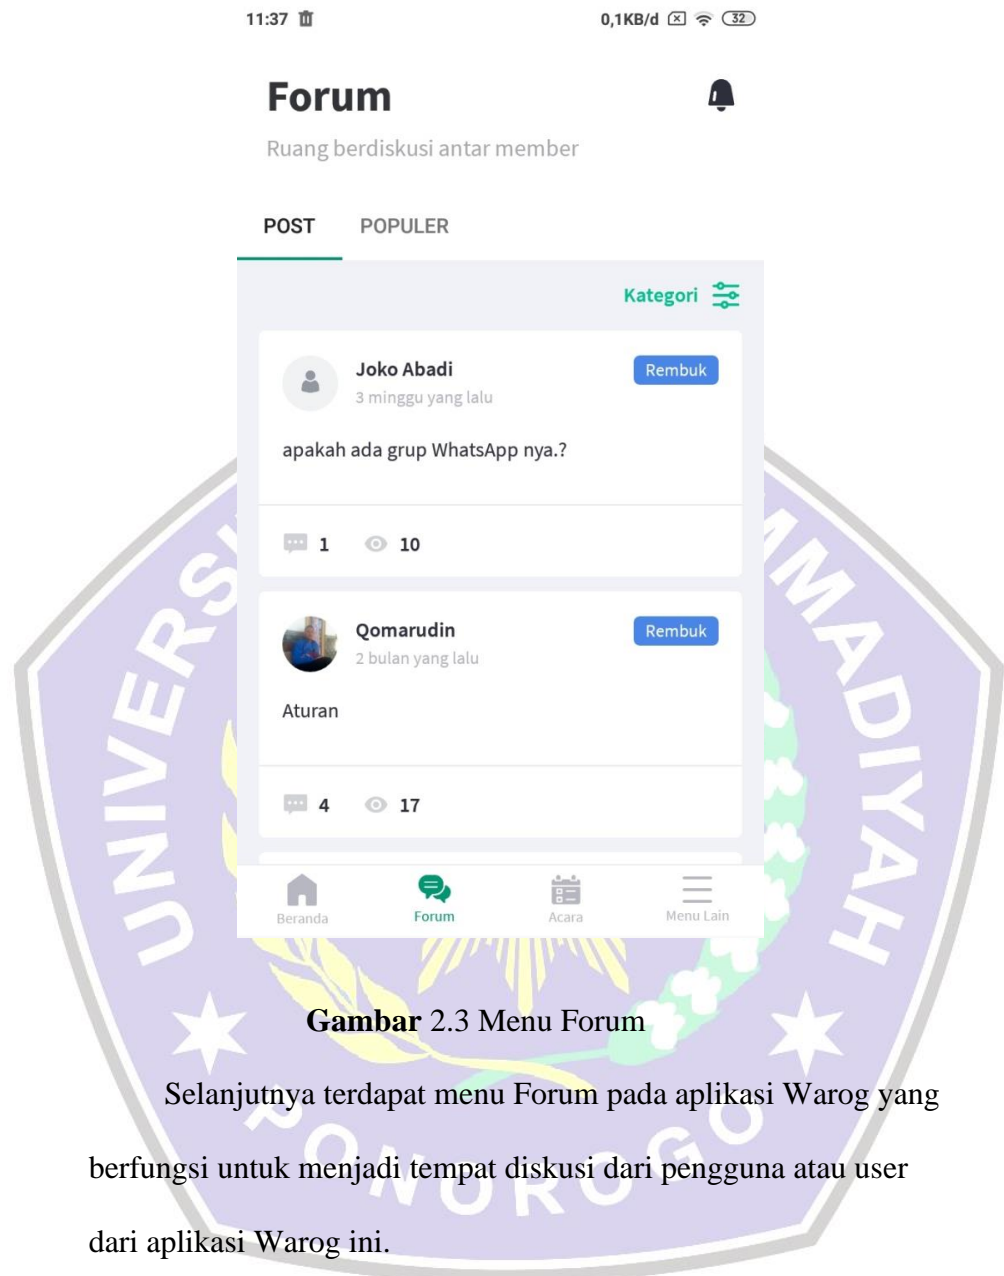 11:37 0,1KB/d 32
Forum
Ruang berdiskusi antar member
POST POPULER
Kategori
Joko Abadi Rembuk
3 minggu yang lalu
apakah ada grup WhatsApp nya.?
1 10
Qomarudin Rembuk
2 bulan yang lalu
Aturan
4 17
Beranda Forum Acara Menu Lain
Gambar 2.3 Menu Forum
Selanjutnya terdapat menu Forum pada aplikasi Warog yang
berfungsi untuk menjadi tempat diskusi dari pengguna atau user
dari aplikasi Warog ini.
UNIVERS
MMADIYAH
PONOROGO